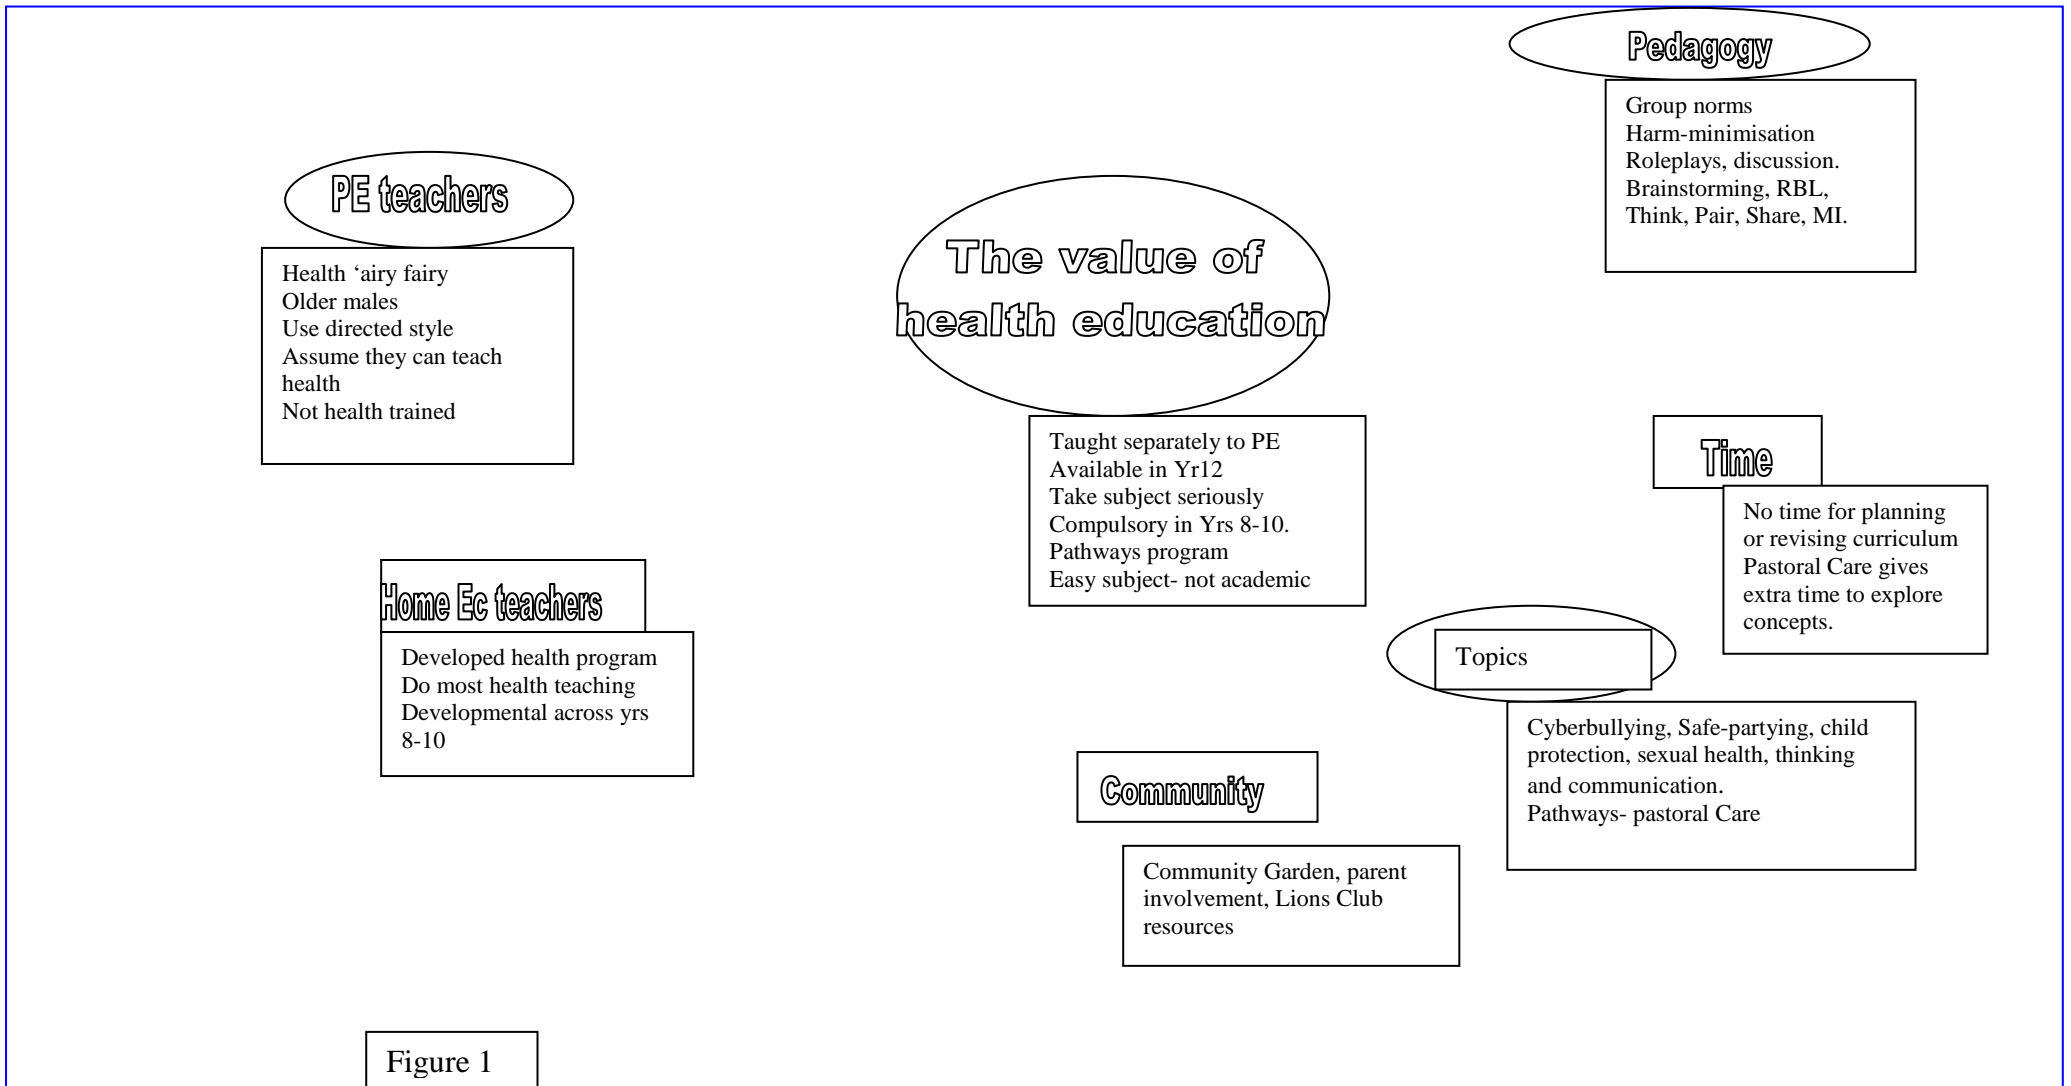 Pedagogy
Group norms
Harm-minimisation
Roleplays, discussion.
Brainstorming, RBL,
Think, Pair, Share, MI.
PE teachers
Health ‘airy fairy
Older males
Use directed style
Assume they can teach
health
Not health trained
The value of
health education
Taught separately to PE
Available in Yr12
Take subject seriously
Compulsory in Yrs 8-10.
Pathways program
Easy subject- not academic
Time
No time for planning
or revising curriculum
Pastoral Care gives
extra time to explore
concepts.
Home Ec teachers
Developed health program
Do most health teaching
Developmental across yrs
8-10
Topics
Cyberbullying, Safe-partying, child
protection, sexual health, thinking
and communication.
Pathways- pastoral Care
Community
Community Garden, parent
involvement, Lions Club
resources
Figure 1